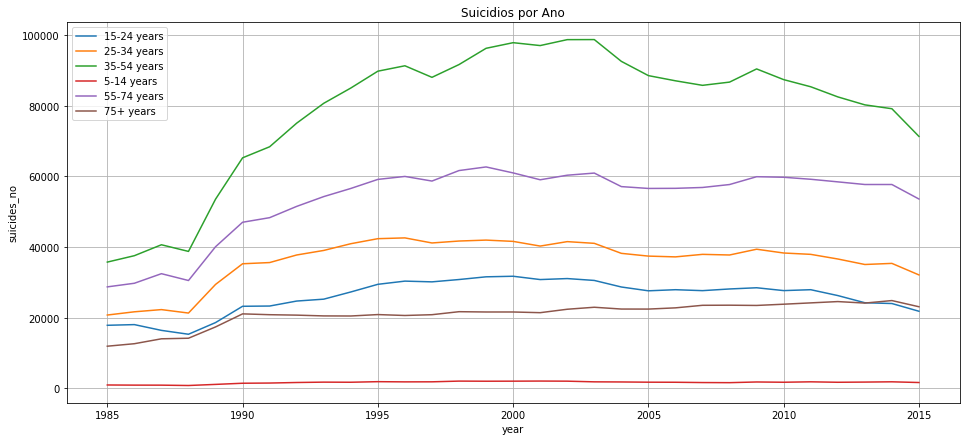 Suicidios por Ano
15-24 years
25-34 years
35-54 years
5-14 years
55-74 years
75+ years
suicides_no
100000
80000
60000
40000
20000
0
1985
1990
1995
2000
2005
2010
2015
year